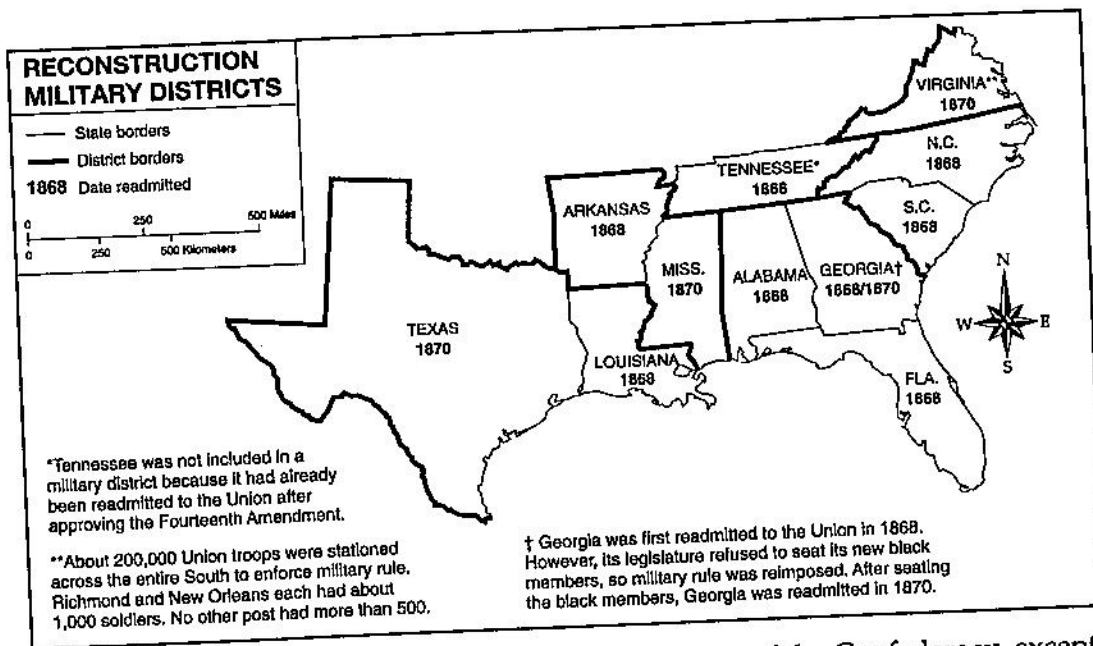 RECONSTRUCTION
MILITARY DISTRICTS
State borders
District borders
1868 Date readmitted
0 250 500 Miles
0 250 500 Kilometers
VIRGINIA**
1870
N.C.
1868
TENNESSEE*
1866
S.C.
1868
ARKANSAS
1868
MISS.
1870
ALABAMA
1868
GEORGIA†
1868/1870
TEXAS
1870
LOUISIANA
1868
FLA.
1868
N
W E
S
*Tennessee was not included in a
military district because it had already
been readmitted to the Union after
approving the Fourteenth Amendment.
**About 200,000 Union troops were stationed
across the entire South to enforce military rule.
Richmond and New Orleans each had about
1,000 soldiers. No other post had more than 500.
† Georgia was first readmitted to the Union in 1868.
However, its legislature refused to seat its new black
members, so military rule was reimposed. After seating
the black members, Georgia was readmitted in 1870.
Confederacy, except